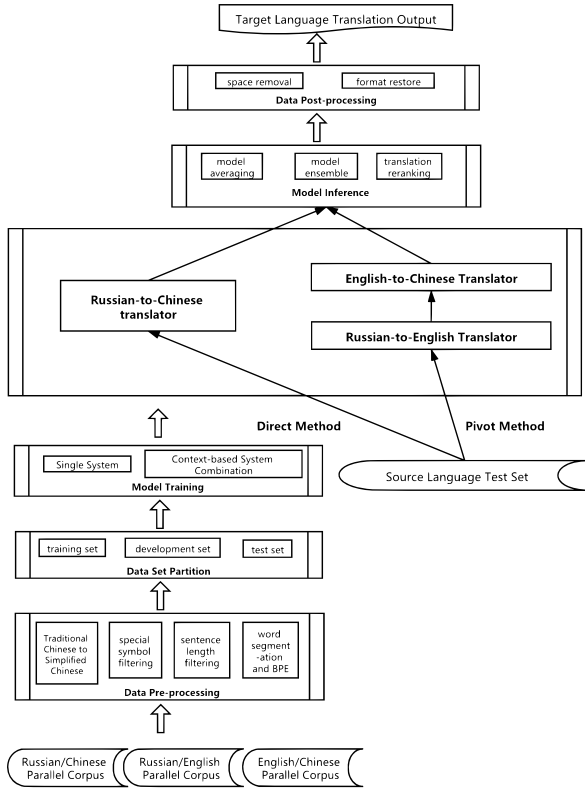 Target Language Translation Output
space removal
format restore
Data Post-processing
model
averaging
model
ensemble
translation
reranking
Model Inference
Russian-to-Chinese
translator
English-to-Chinese Translator
Russian-to-English Translator
Direct Method
Pivot Method
Source Language Test Set
Single System
Context-based System
Combination
Model Training
training set
development set
test set
Data Set Partition
Traditional
Chinese to
Simplified
Chinese
special
symbol
filtering
sentence
length
filtering
word
segment
-ation
and BPE
Data Pre-processing
Russian/Chinese
Parallel Corpus
Russian/English
Parallel Corpus
English/Chinese
Parallel Corpus